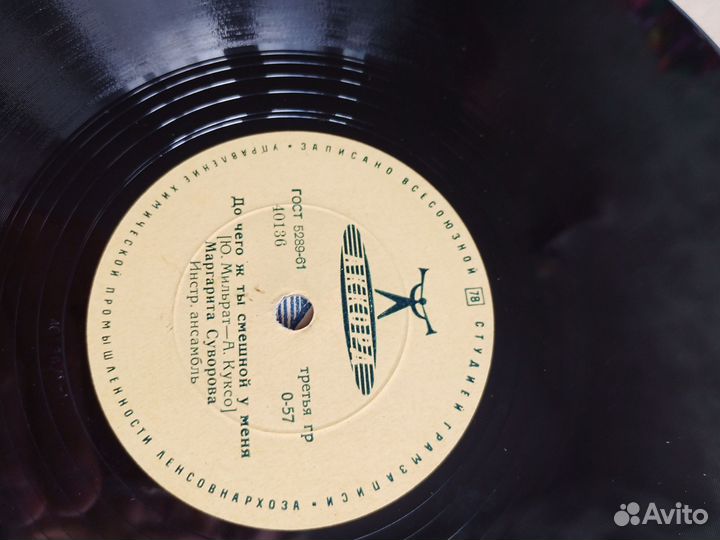 УПРАВЛЕНИЕ ХИМИЧЕСКОЙ ПРОМЫШЛЕННОСТИ ЛЕНСОВНАРХОЗА • ЗАПИСАНО ВСЕСОЮЗНОЙ 78 СТУДИЕЙ ГРАМЗАПИСИ •
АККОРД
ГОСТ 5289-61
третья гр
40136
0-57
До чего ж ты смешной у меня
[Ю. Мильрат—А. Куксо]
Маргарита Суворова
Инстр. ансамбль
Avito